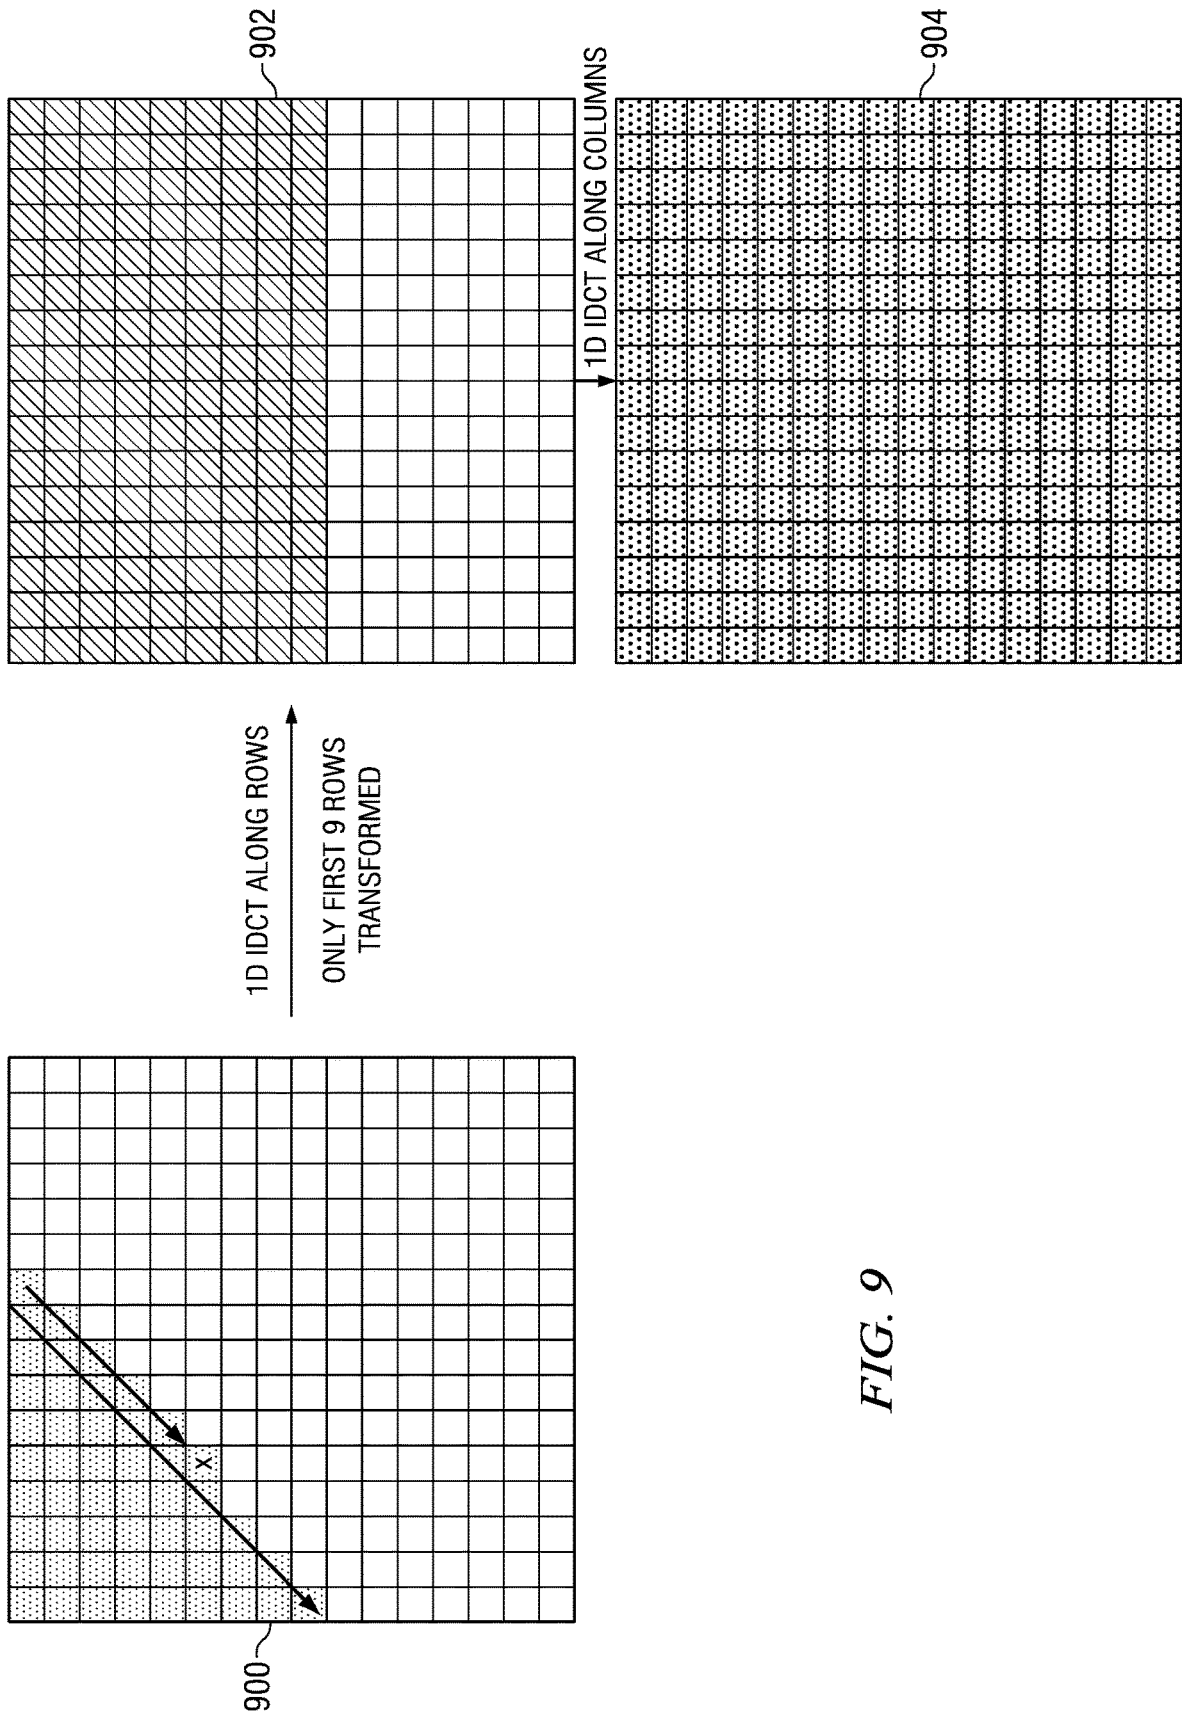 900
X
1D IDCT ALONG ROWS
ONLY FIRST 9 ROWS
TRANSFORMED
902
1D IDCT ALONG COLUMNS
904
FIG. 9